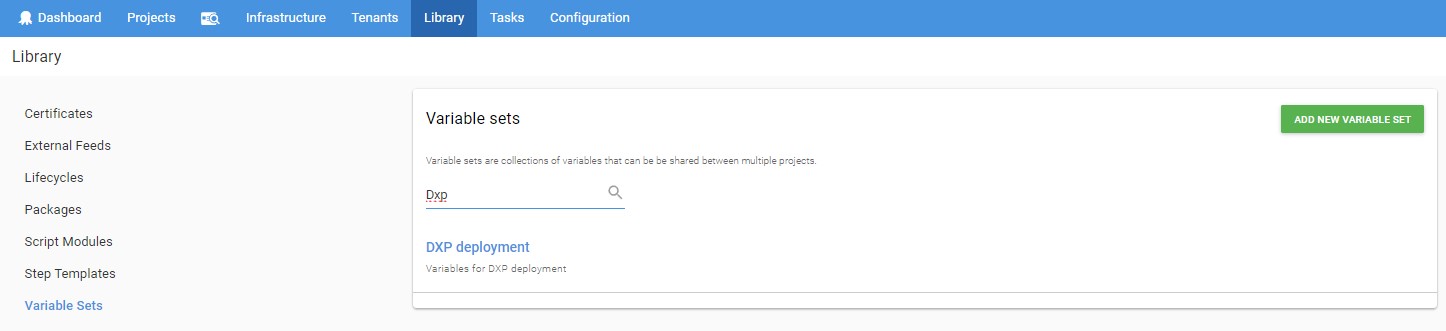 Dashboard Projects Infrastructure Tenants Library Tasks Configuration
Library
Certificates
External Feeds
Lifecycles
Packages
Script Modules
Step Templates
Variable Sets
Variable sets
ADD NEW VARIABLE SET
Variable sets are collections of variables that can be be shared between multiple projects.
Dxp
DXP deployment
Variables for DXP deployment